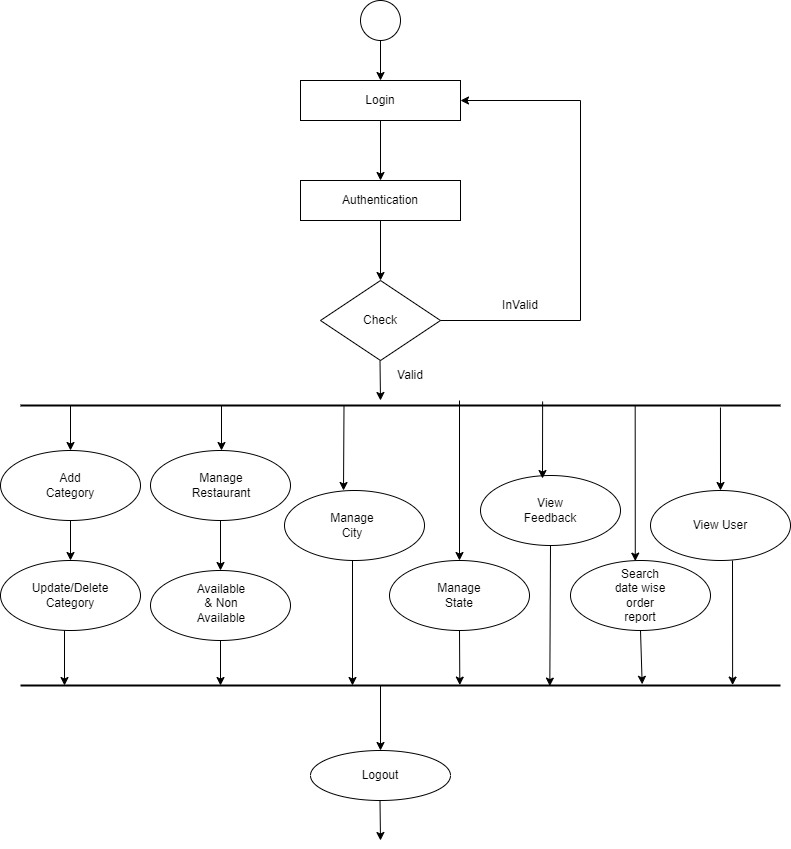 Login
Authentication
Check
InValid
Valid
Add
Category
Manage
Restaurant
Manage
City
View
Feedback
View User
Update/Delete
Category
Available
& Non
Available
Manage
State
Search
date wise
order
report
Logout